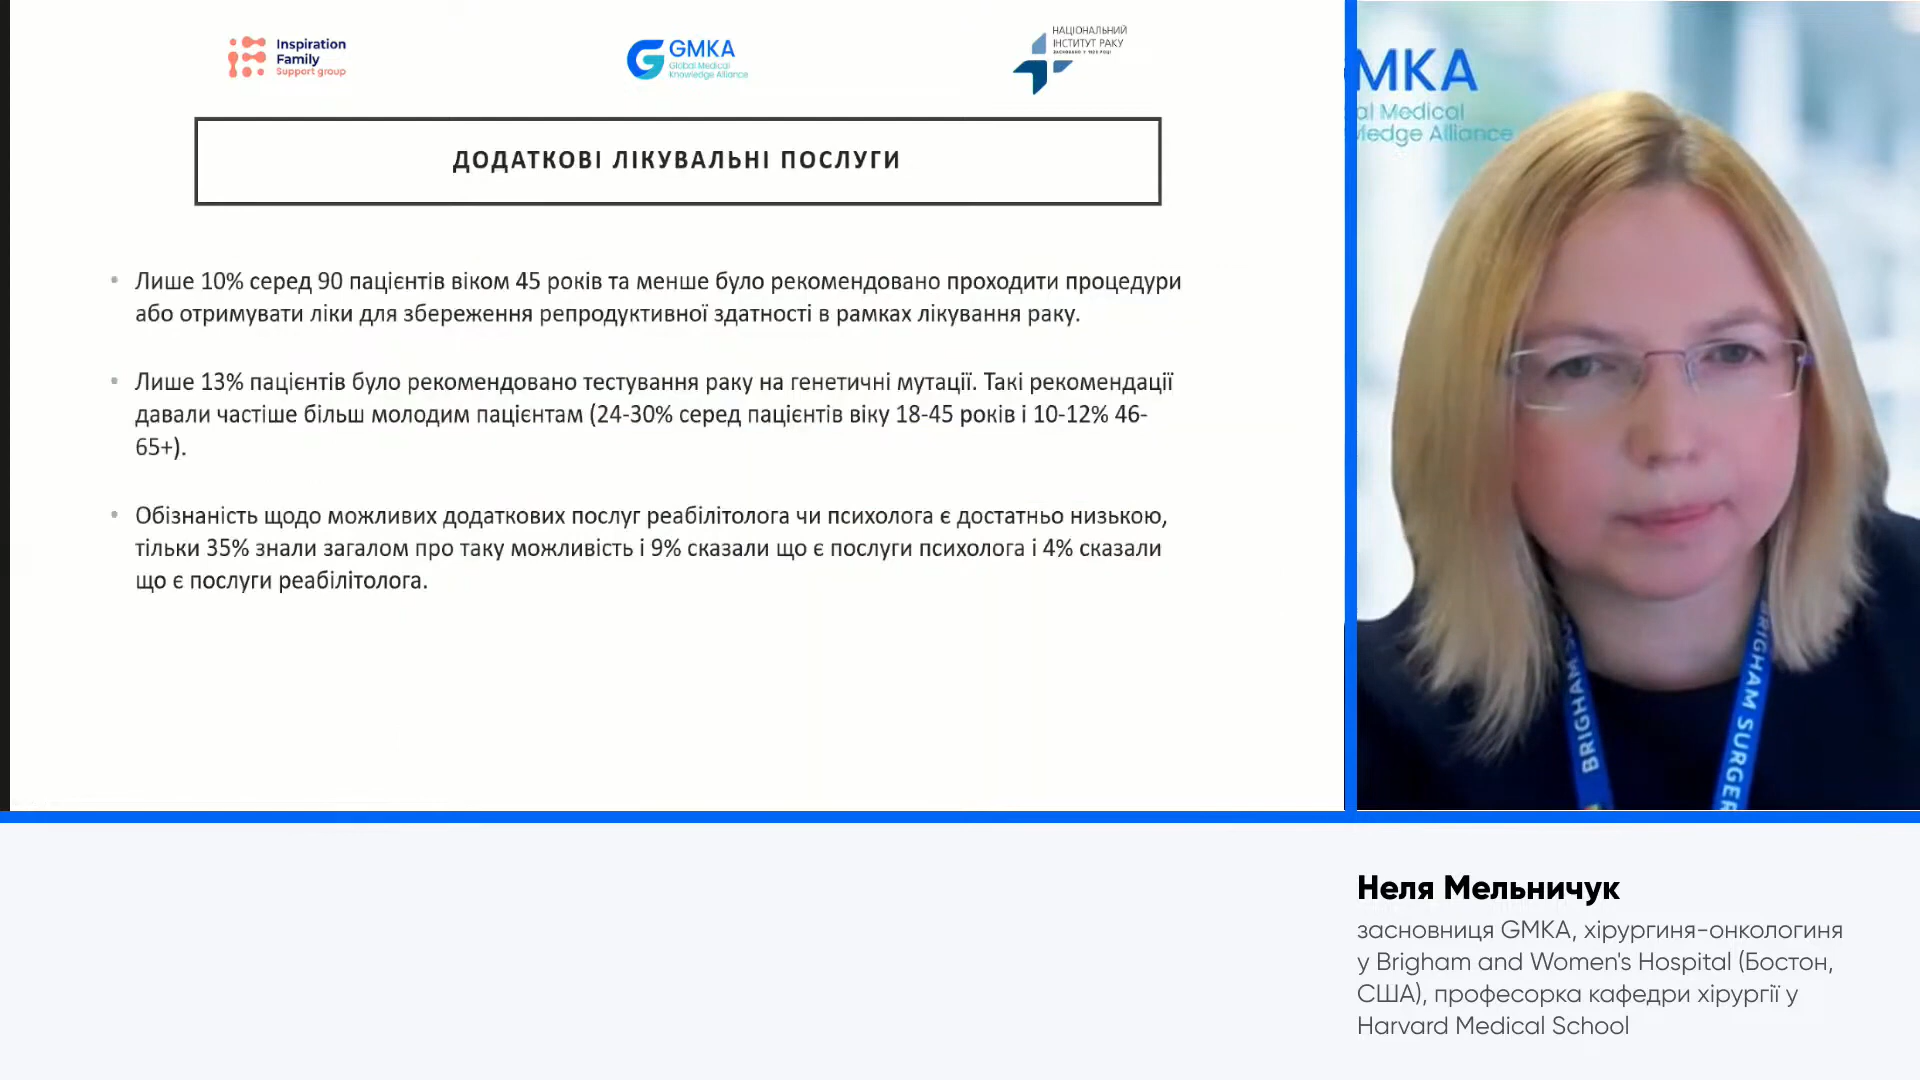 Inspiration
Family
Support group
GMKA
Global Medical
Knowledge Alliance
НАЦІОНАЛЬНИЙ
ІНСТИТУТ РАКУ
ДОДАТКОВІ ЛІКУВАЛЬНІ ПОСЛУГИ
• Лише 10% серед 90 пацієнтів віком 45 років та менше було рекомендовано проходити процедури
або отримувати ліки для збереження репродуктивної здатності в рамках лікування раку.
• Лише 13% пацієнтів було рекомендовано тестування раку на генетичні мутації. Такі рекомендації
давали частіше більш молодим пацієнтам (24-30% серед пацієнтів віку 18-45 років і 10-12% 46-
65+).
• Обізнаність щодо можливих додаткових послуг реабілітолога чи психолога є достатньо низькою,
тільки 35% знали загалом про таку можливість і 9% сказали що є послуги психолога і 4% сказали
що є послуги реабілітолога.
MKA
al Medical
ledge Alliance
BRIGHAM SU
BRIGHAM SURGER
Неля Мельничук
засновниця GMKA, хірургиня-онкологиня
у Brigham and Women's Hospital (Бостон,
США), професорка кафедри хірургії у
Harvard Medical School